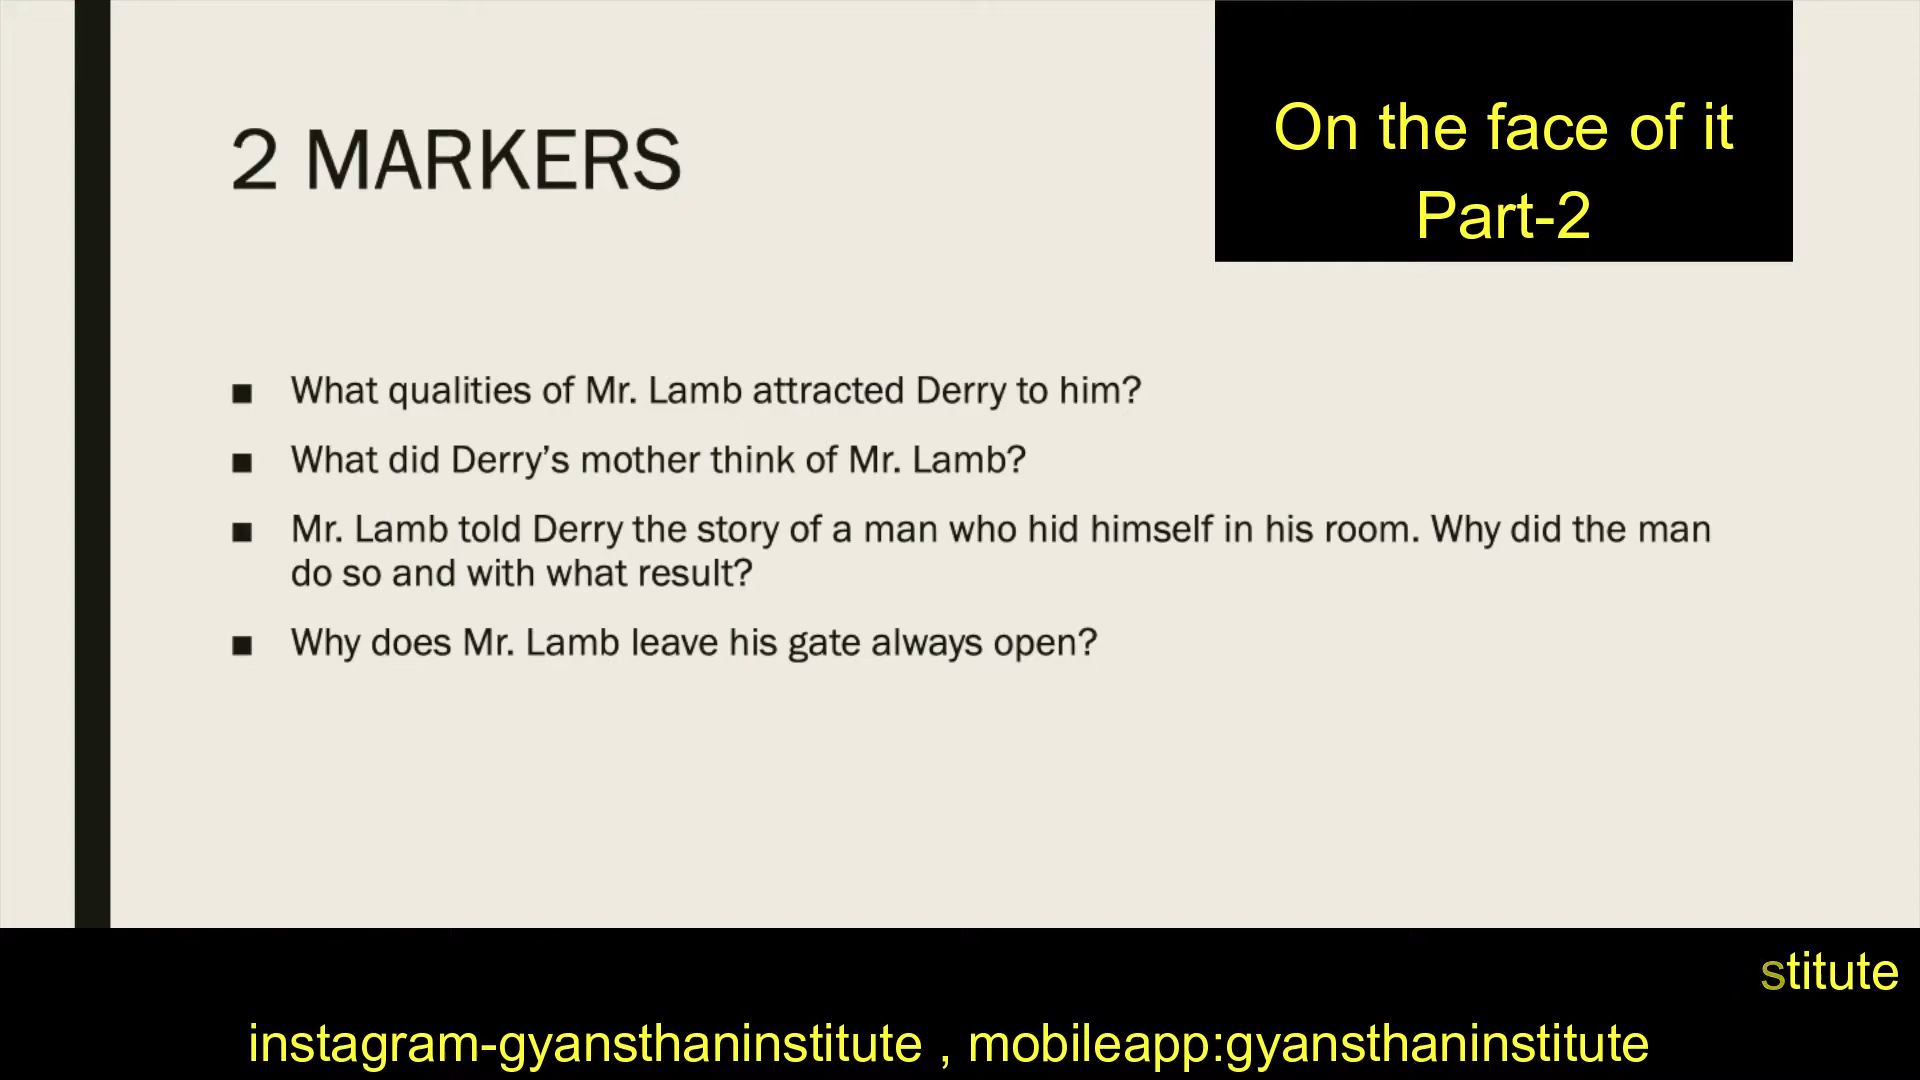 On the face of it
Part-2
2 MARKERS
■ What qualities of Mr. Lamb attracted Derry to him?
■ What did Derry’s mother think of Mr. Lamb?
■ Mr. Lamb told Derry the story of a man who hid himself in his room. Why did the man
do so and with what result?
■ Why does Mr. Lamb leave his gate always open?
stitute
instagram-gyansthaninstitute , mobileapp:gyansthaninstitute